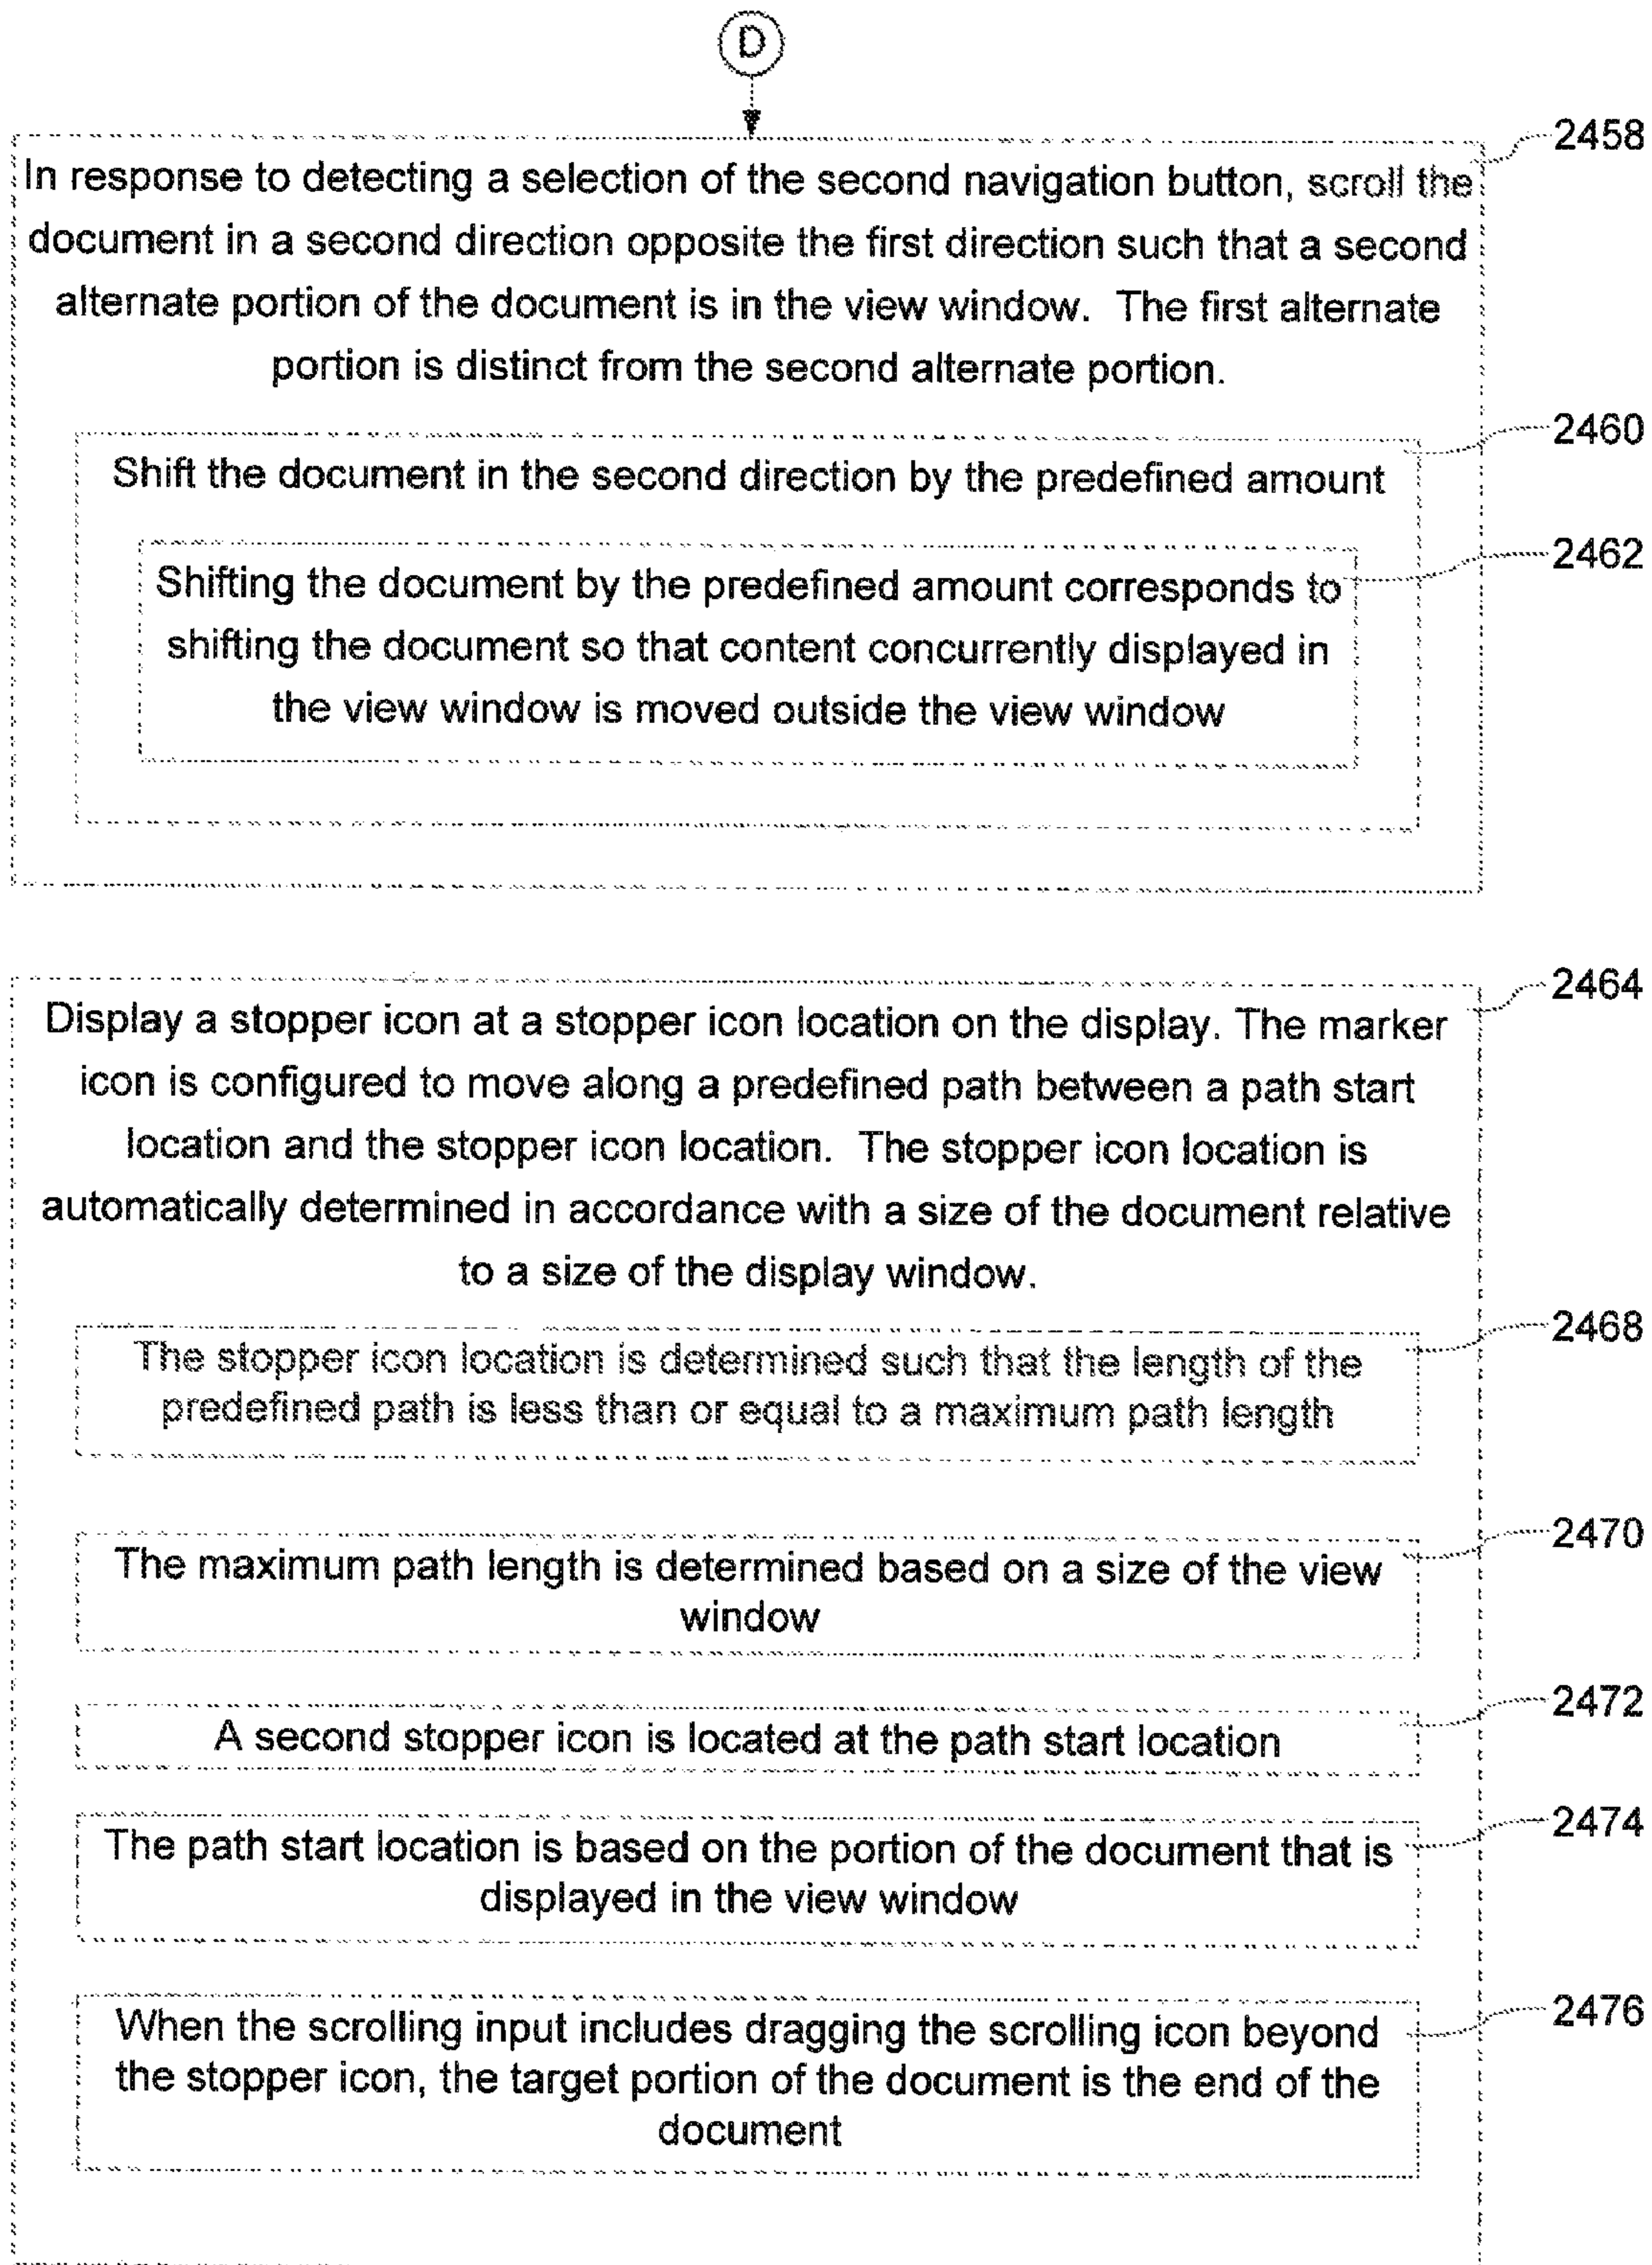 D
2458
In response to detecting a selection of the second navigation button, scroll the
document in a second direction opposite the first direction such that a second
alternate portion of the document is in the view window. The first alternate
portion is distinct from the second alternate portion.
2460
Shift the document in the second direction by the predefined amount
2462
Shifting the document by the predefined amount corresponds to
shifting the document so that content concurrently displayed in
the view window is moved outside the view window
2464
Display a stopper icon at a stopper icon location on the display. The marker
icon is configured to move along a predefined path between a path start
location and the stopper icon location. The stopper icon location is
automatically determined in accordance with a size of the document relative
to a size of the display window.
2468
The stopper icon location is determined such that the length of the
predefined path is less than or equal to a maximum path length
2470
The maximum path length is determined based on a size of the view
window
2472
A second stopper icon is located at the path start location
2474
The path start location is based on the portion of the document that is
displayed in the view window
2476
When the scrolling input includes dragging the scrolling icon beyond
the stopper icon, the target portion of the document is the end of the
document